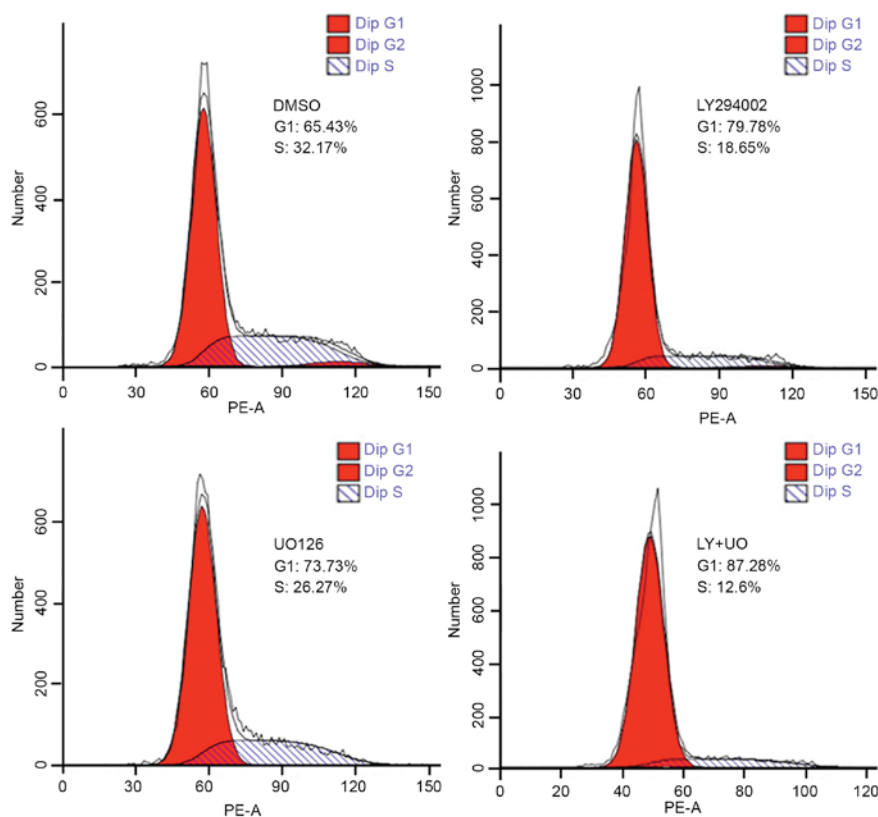 Dip G1
Dip G2
Dip S
DMSO
G1: 65.43%
S: 32.17%
Number
600
400
200
0
0 30 60 90 120 150
PE-A
Dip G1
Dip G2
Dip S
LY294002
G1: 79.78%
S: 18.65%
Number
1000
800
600
400
200
0
0 30 60 90 120 150
PE-A
Dip G1
Dip G2
Dip S
UO126
G1: 73.73%
S: 26.27%
Number
600
400
200
0
0 30 60 90 120 150
PE-A
Dip G1
Dip G2
Dip S
LY+UO
G1: 87.28%
S: 12.6%
Number
1000
800
600
400
200
0
0 20 40 60 80 100 120
PE-A